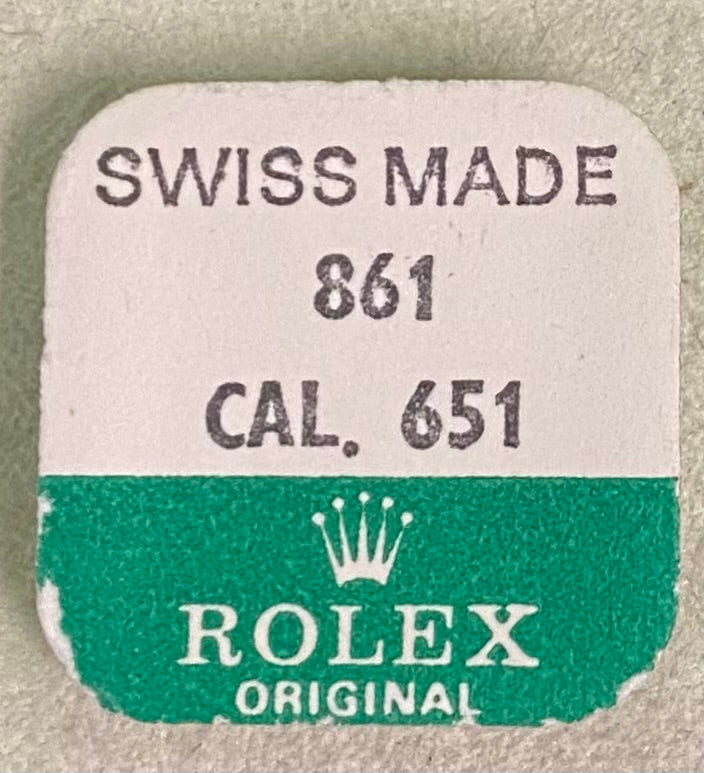 SWISS MADE
861
CAL. 651
ROLEX
ORIGINAL